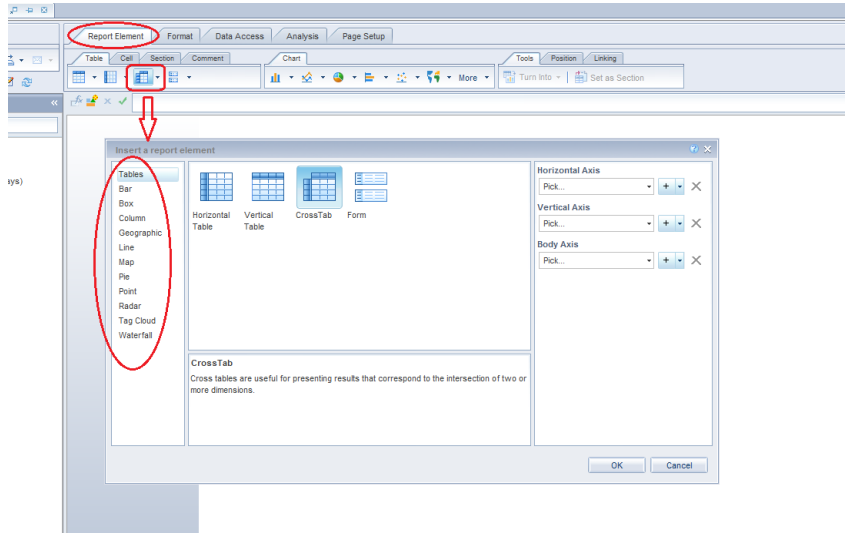 Report Element Format Data Access Analysis Page Setup
Table Cell Section Comment Chart Tools Position Linking
More Turn Into Set as Section
Insert a report element
ays)
Tables
Bar
Box
Column
Geographic
Line
Map
Pie
Point
Radar
Tag Cloud
Waterfall
Horizontal Table
Vertical Table
CrossTab
Form
CrossTab
Cross tables are useful for presenting results that correspond to the intersection of two or
more dimensions.
Horizontal Axis
Pick...
Vertical Axis
Pick...
Body Axis
Pick...
OK Cancel